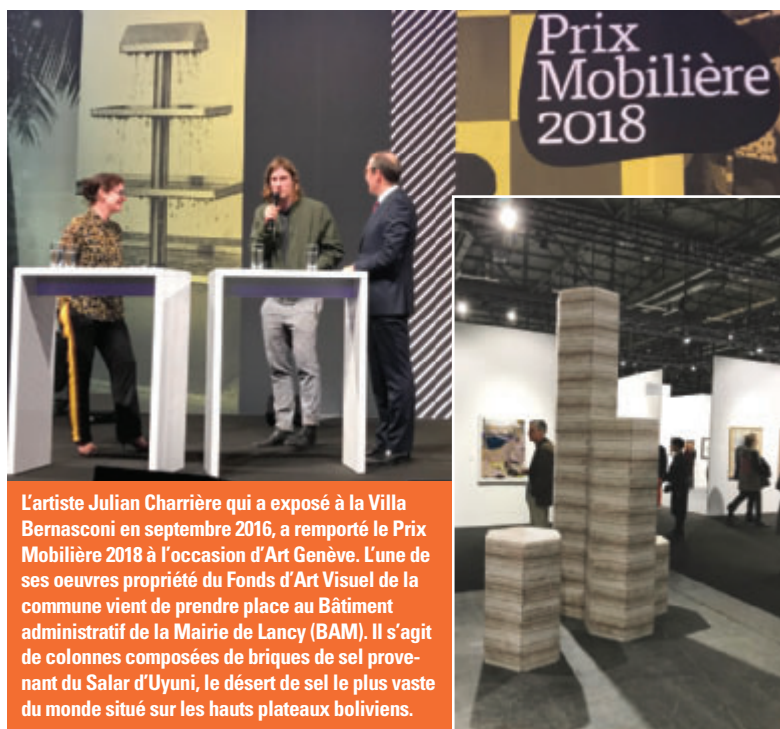 Prix
Mobilière
2018
L’artiste Julian Charrière qui a exposé à la Villa
Bernasconi en septembre 2016, a remporté le Prix
Mobilière 2018 à l’occasion d’Art Genève. L’une de
ses oeuvres propriété du Fonds d’Art Visuel de la
commune vient de prendre place au Bâtiment
administratif de la Mairie de Lancy (BAM). Il s’agit
de colonnes composées de briques de sel prove-
nant du Salar d’Uyuni, le désert de sel le plus vaste
du monde situé sur les hauts plateaux boliviens.